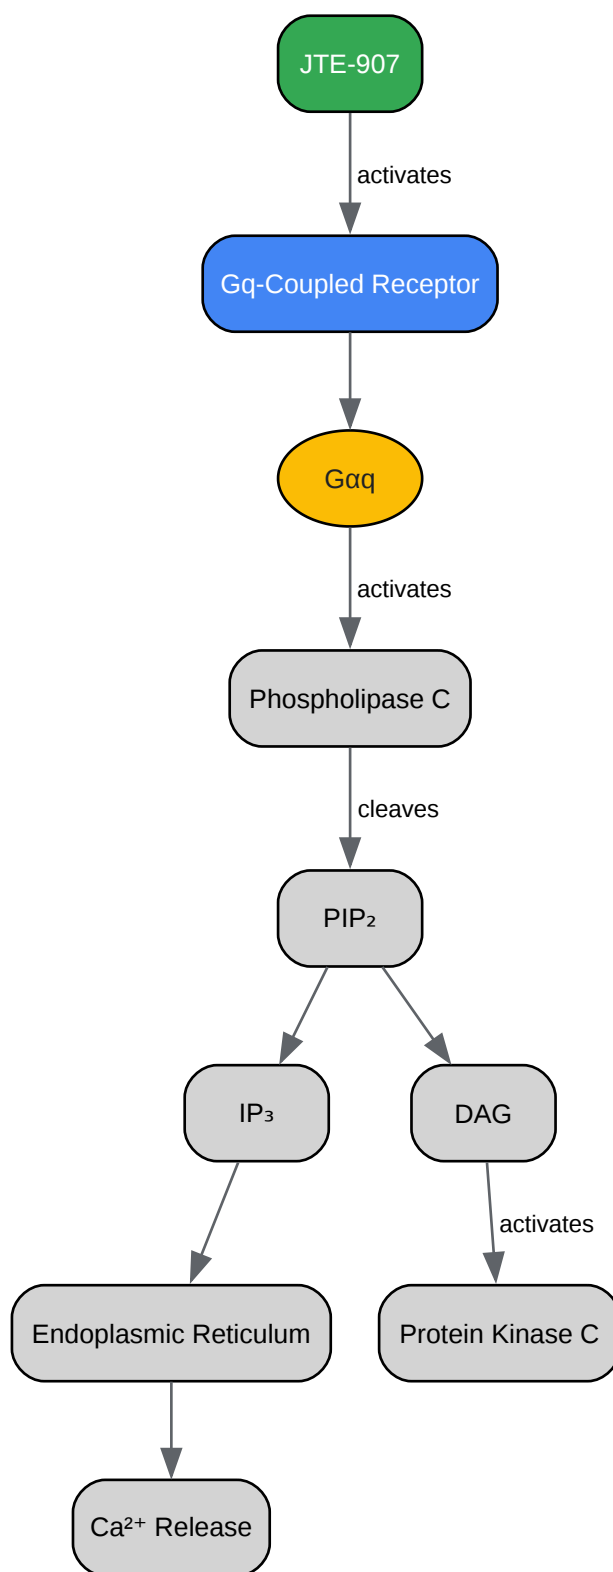 JTE-907
activates
Gq-Coupled Receptor
Gαq
activates
Phospholipase C
cleaves
PIP₂
IP₃
DAG
activates
Endoplasmic Reticulum
Protein Kinase C
Ca²⁺ Release